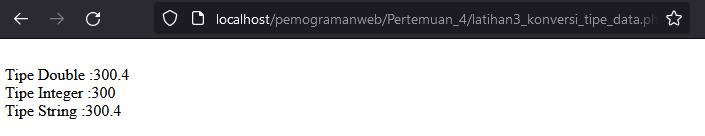 localhost/pemogramanweb/Pertemuan_4/latihan3_konversi_tipe_data.ph
Tipe Double :300.4
Tipe Integer :300
Tipe String :300.4